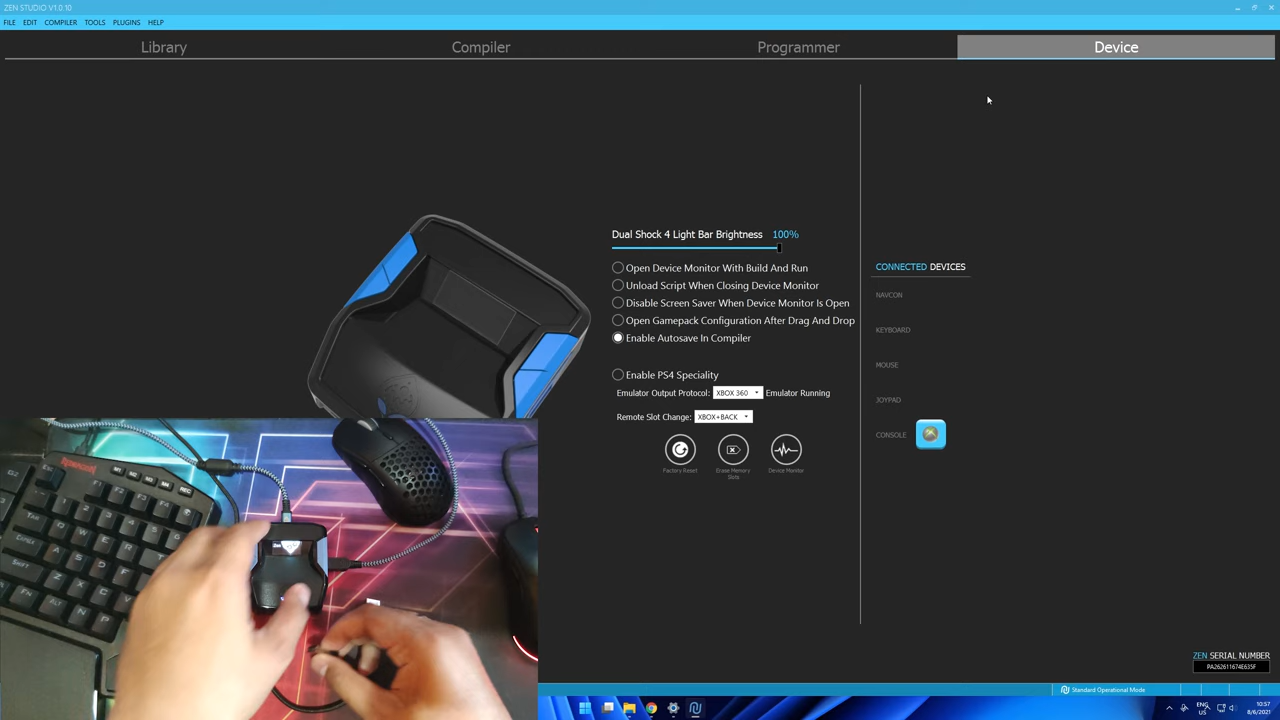 ZEN STUDIO V1.0.10
FILE EDIT COMPILER TOOLS PLUGINS HELP
Library Compiler Programmer Device
Dual Shock 4 Light Bar Brightness 100%
Open Device Monitor With Build And Run
Unload Script When Closing Device Monitor
Disable Screen Saver When Device Monitor Is Open
Open Gamepack Configuration After Drag And Drop
Enable Autosave In Compiler
Enable PS4 Speciality
Emulator Output Protocol: XBOX 360 Emulator Running
Remote Slot Change: XBOX+BACK
Factory Reset
Erase Memory
Slots
Device Monitor
CONNECTED DEVICES
NAVCON
KEYBOARD
MOUSE
JOYPAD
CONSOLE
ZEN SERIAL NUMBER
PA262611674E635F
Standard Operational Mode
ENG
US
10:57
8/6/2021